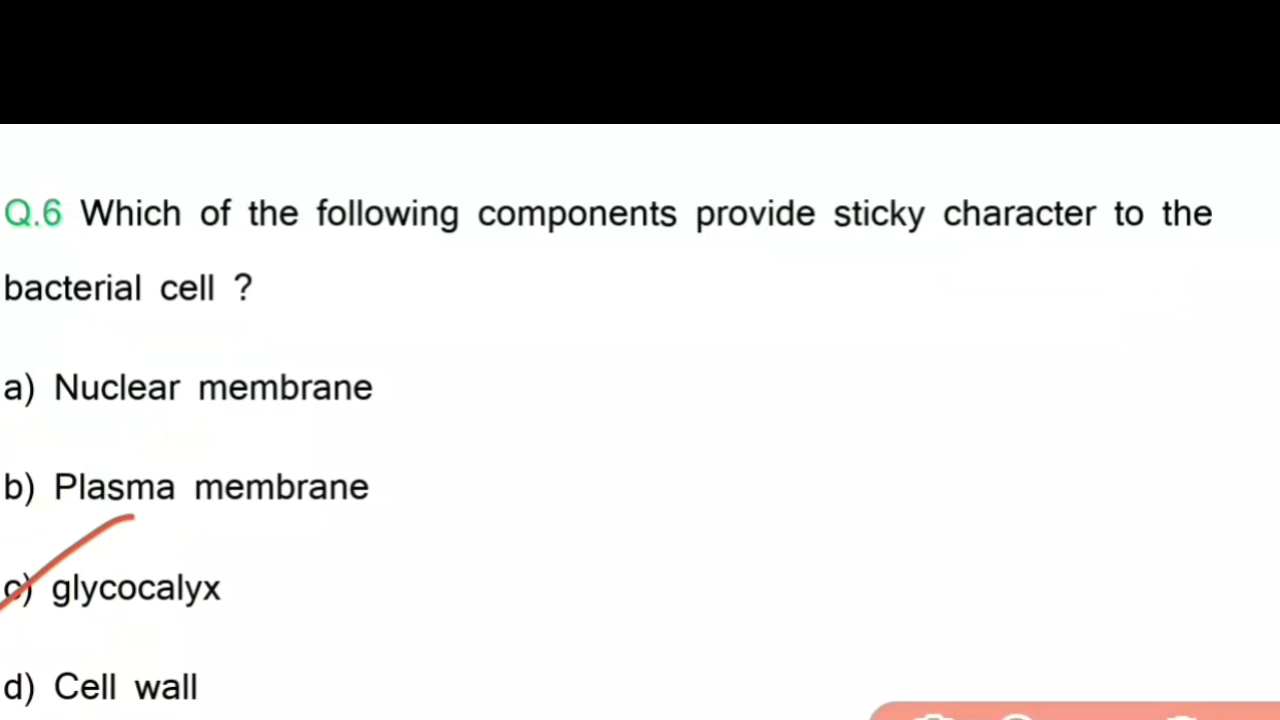 Q.6 Which of the following components provide sticky character to the
bacterial cell ?
a) Nuclear membrane
b) Plasma membrane
c) glycocalyx
d) Cell wall